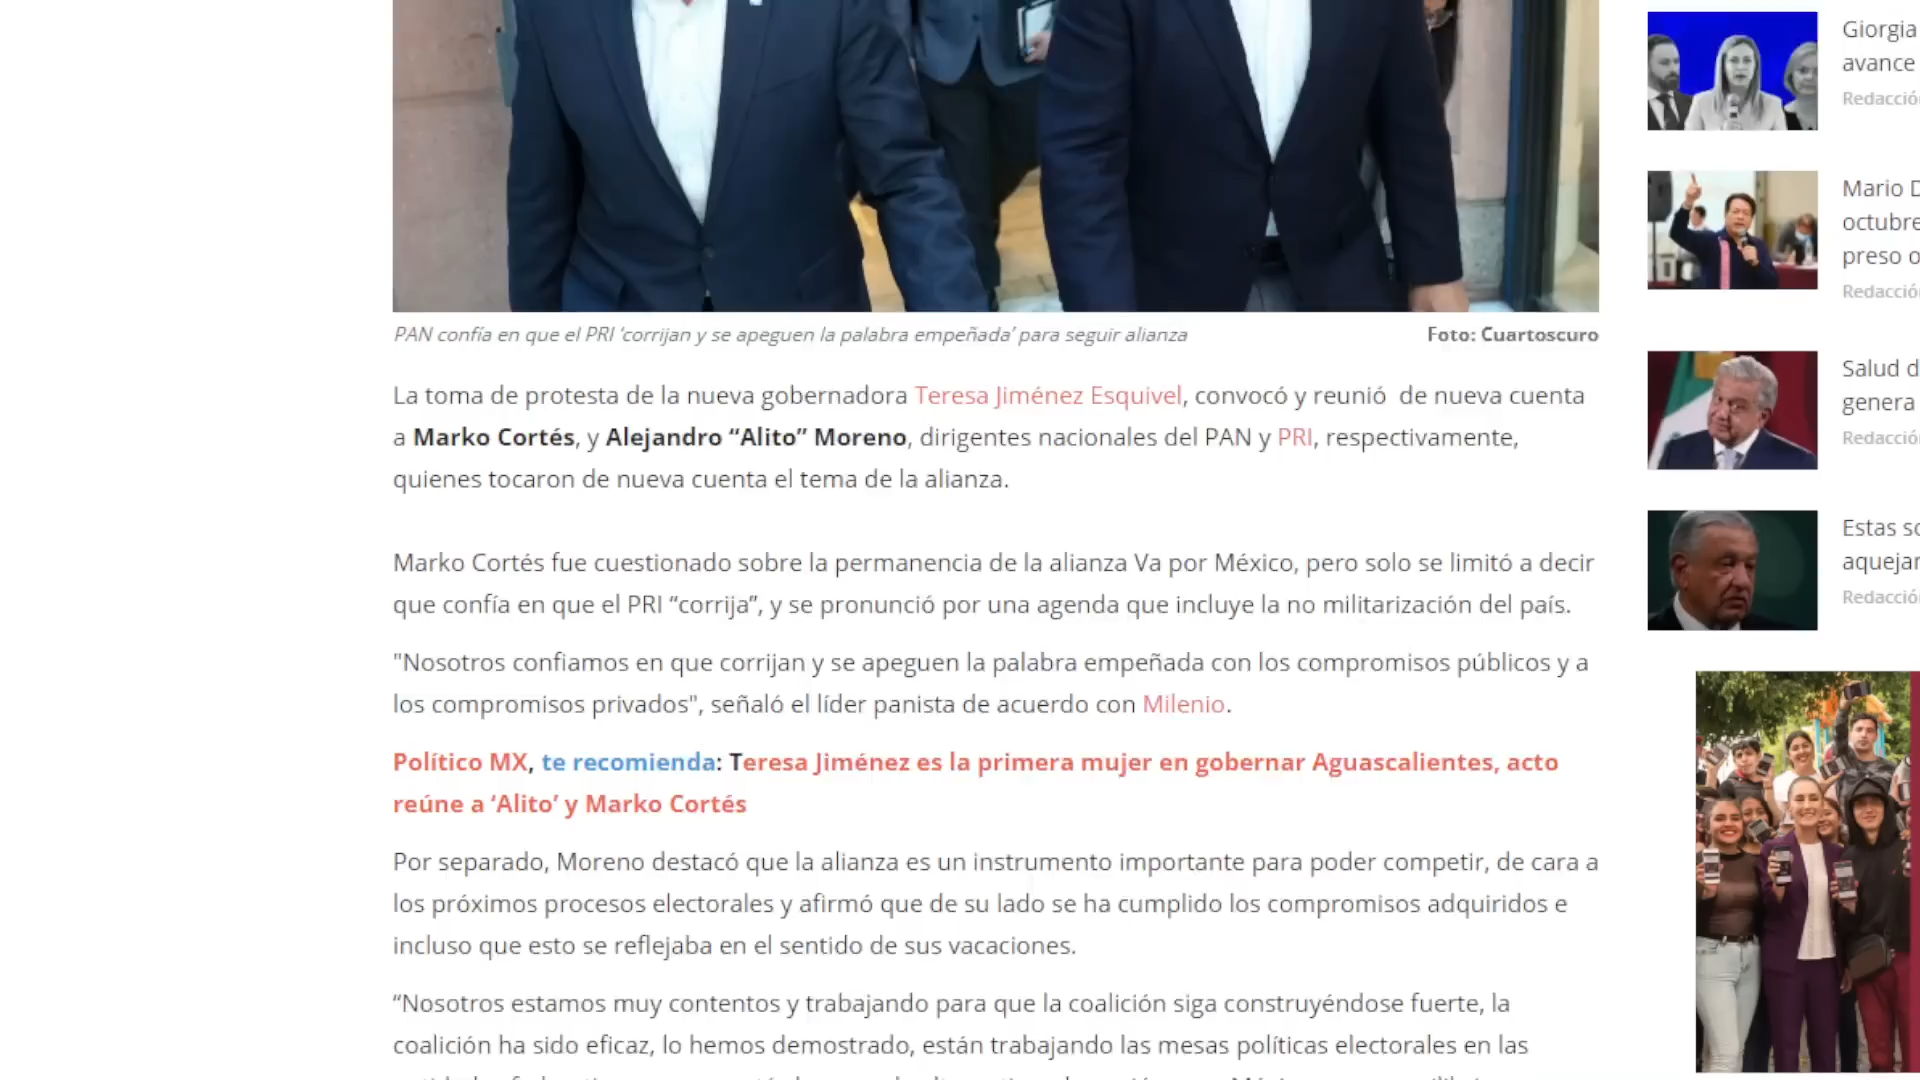 PAN confía en que el PRI ‘corrijan y se apeguen la palabra empeñada’ para seguir alianza
Foto: Cuartoscuro
La toma de protesta de la nueva gobernadora Teresa Jiménez Esquivel, convocó y reunió de nueva cuenta
a Marko Cortés, y Alejandro “Alito” Moreno, dirigentes nacionales del PAN y PRI, respectivamente,
quienes tocaron de nueva cuenta el tema de la alianza.
Marko Cortés fue cuestionado sobre la permanencia de la alianza Va por México, pero solo se limitó a decir
que confía en que el PRI “corrija”, y se pronunció por una agenda que incluye la no militarización del país.
"Nosotros confiamos en que corrijan y se apeguen la palabra empeñada con los compromisos públicos y a
los compromisos privados", señaló el líder panista de acuerdo con Milenio.
Político MX, te recomienda: Teresa Jiménez es la primera mujer en gobernar Aguascalientes, acto
reúne a ‘Alito’ y Marko Cortés
Por separado, Moreno destacó que la alianza es un instrumento importante para poder competir, de cara a
los próximos procesos electorales y afirmó que de su lado se ha cumplido los compromisos adquiridos e
incluso que esto se reflejaba en el sentido de sus vacaciones.
“Nosotros estamos muy contentos y trabajando para que la coalición siga construyéndose fuerte, la
coalición ha sido eficaz, lo hemos demostrado, están trabajando las mesas políticas electorales en las
Giorgia
avance
Mario
octubre
preso
Salud
genera
Estas